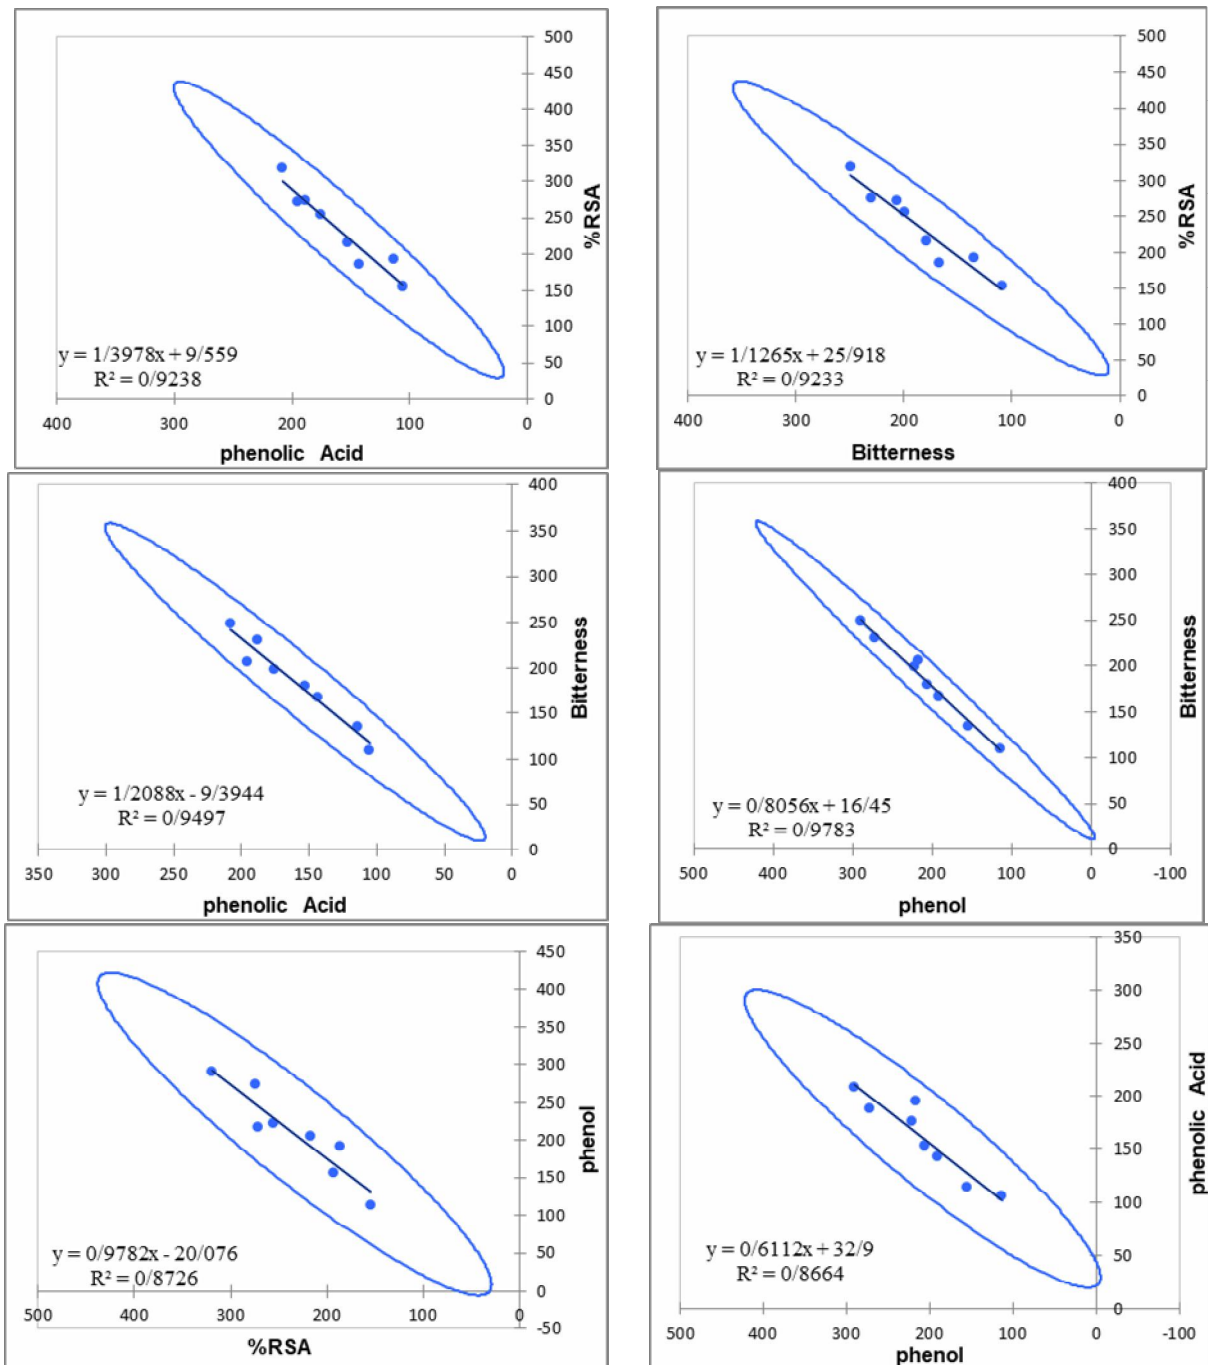 500
450
400
350
300
250
200
150
100
50
0
%RSA
y = 1/3978x + 9/559
R² = 0/9238
400 300 200 100 0
phenolic Acid
500
450
400
350
300
250
200
150
100
50
0
%RSA
y = 1/1265x + 25/918
R² = 0/9233
400 300 200 100 0
Bitterness
400
350
300
250
200
150
100
50
0
Bitterness
y = 1/2088x - 9/3944
R² = 0/9497
350 300 250 200 150 100 50 0
phenolic Acid
400
350
300
250
200
150
100
50
0
Bitterness
y = 0/8056x + 16/45
R² = 0/9783
500 400 300 200 100 0 -100
phenol
450
400
350
300
250
200
150
100
50
0
-50
phenol
y = 0/9782x - 20/076
R² = 0/8726
500 400 300 200 100 0
%RSA
350
300
250
200
150
100
50
0
phenolic Acid
y = 0/6112x + 32/9
R² = 0/8664
500 400 300 200 100 0 -100
phenol